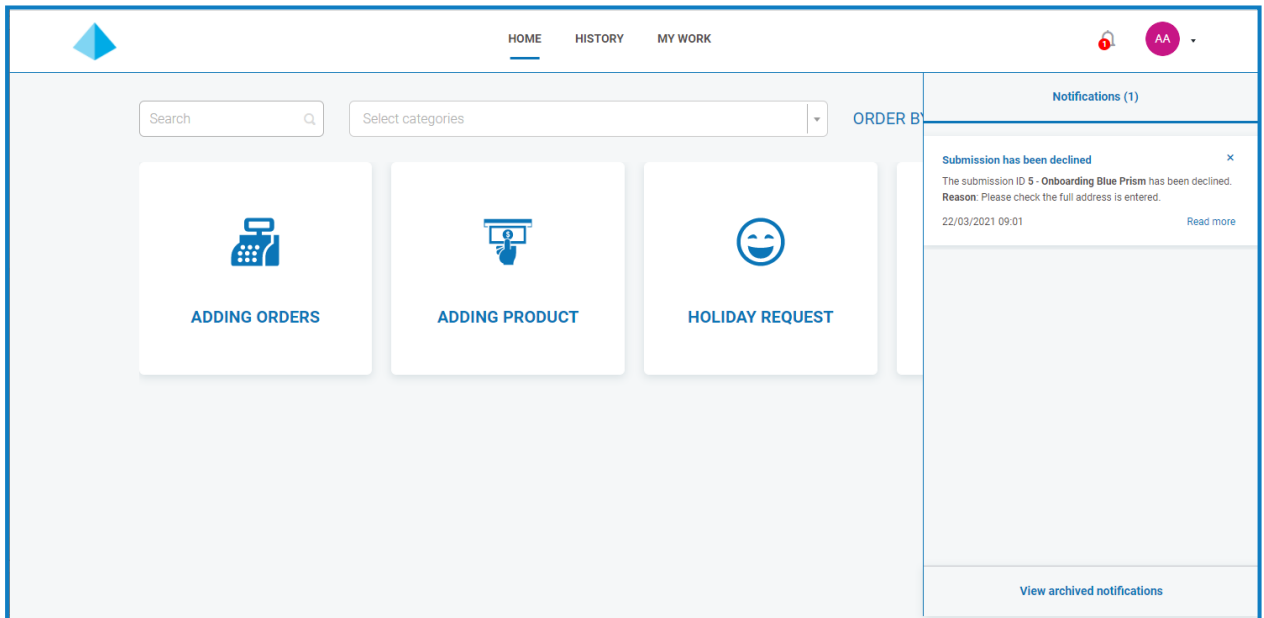 HOME HISTORY MY WORK
1
AA
Search
Select categories
ORDER BY
Notifications (1)
Submission has been declined
The submission ID 5 - Onboarding Blue Prism has been declined.
Reason: Please check the full address is entered.
22/03/2021 09:01 Read more
ADDING ORDERS
ADDING PRODUCT
HOLIDAY REQUEST
View archived notifications